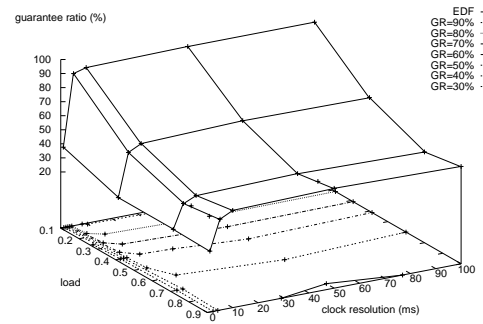 guarantee ratio (%)
EDF
GR=90%
GR=80%
GR=70%
GR=60%
GR=50%
GR=40%
GR=30%
100
90
80
70
60
50
40
30
20
0.1
0.2
0.3
0.4
0.5
0.6
0.7
0.8
0.9
load
0
10
20
30
40
50
60
70
80
90
100
clock resolution (ms)